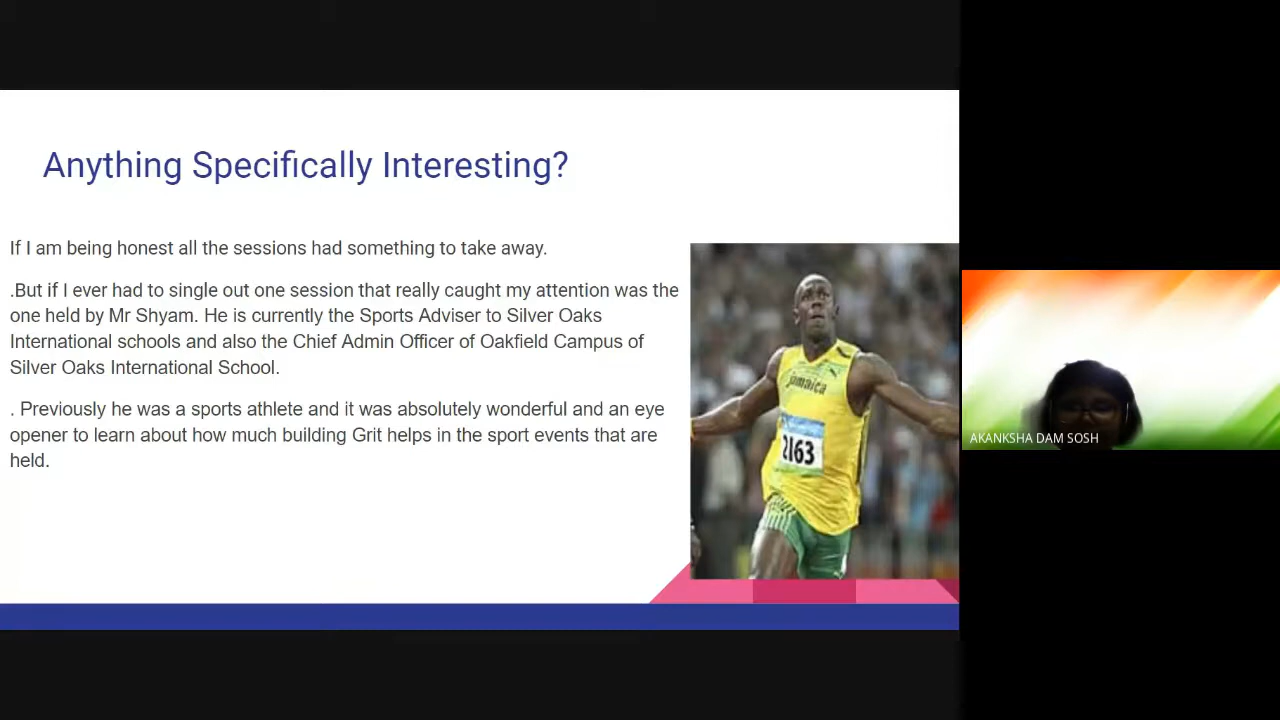 Anything Specifically Interesting?
If I am being honest all the sessions had something to take away.
.But if I ever had to single out one session that really caught my attention was the
one held by Mr Shyam. He is currently the Sports Adviser to Silver Oaks
International schools and also the Chief Admin Officer of Oakfield Campus of
Silver Oaks International School.
. Previously he was a sports athlete and it was absolutely wonderful and an eye
opener to learn about how much building Grit helps in the sport events that are
held.
jamaica
2163
AKANKSHA DAM SOSH